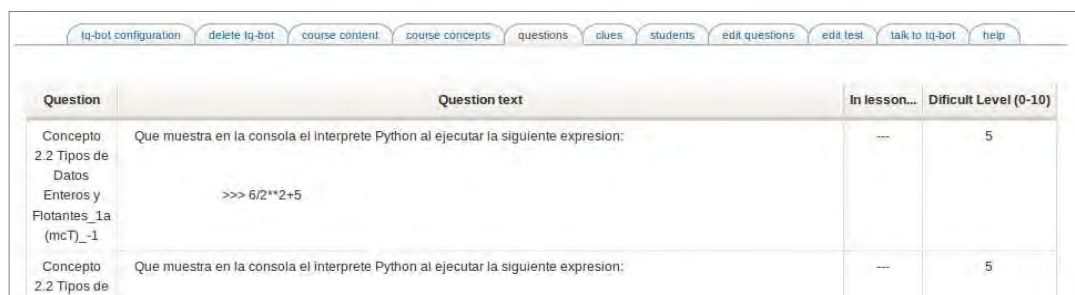 tq-bot configuration delete tq-bot course content course concepts questions clues students edit questions edit test talk to tq-bot help
Question Question text In lesson... Dificult Level (0-10)
Concepto Que muestra en la consola el interprete Python al ejecutar la siguiente expresion: --- 5
2.2 Tipos de
Datos
Enteros y >>> 6/2**2+5
Flotantes_1a
(mcT)_-1
Concepto Que muestra en la consola el interprete Python al ejecutar la siguiente expresion: --- 5
2.2 Tipos de